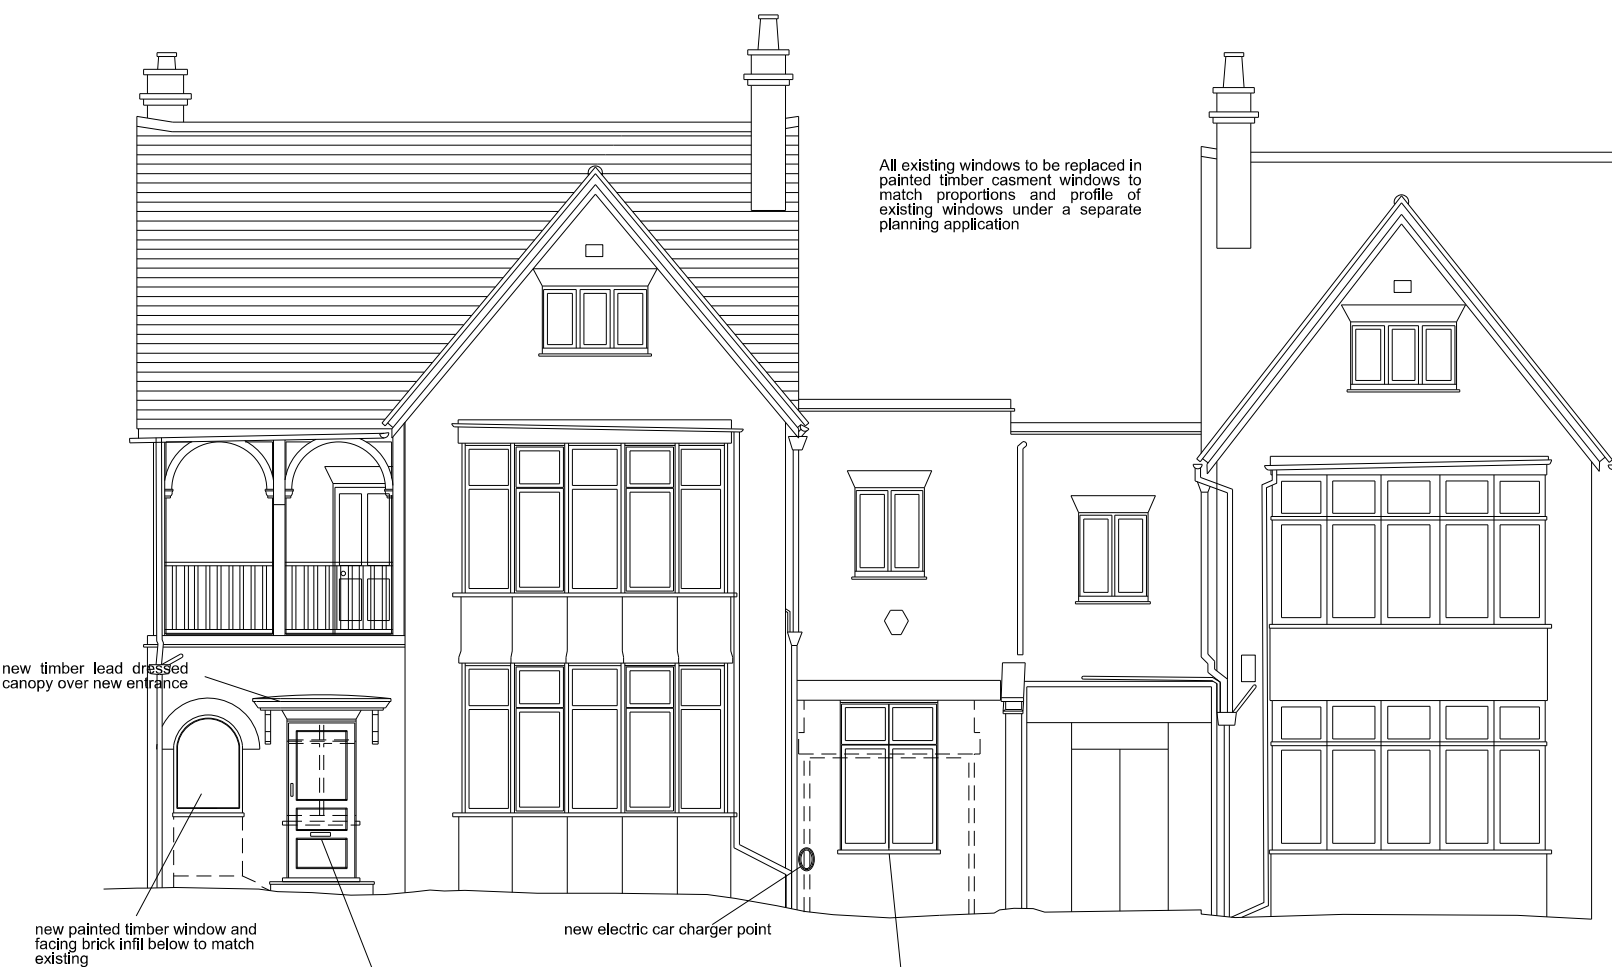 All existing windows to be replaced in
painted timber casment windows to
match proportions and profile of
existing windows under a separate
planning application
new timber lead dressed
canopy over new entrance
new painted timber window and
facing brick infil below to match
existing
new electric car charger point